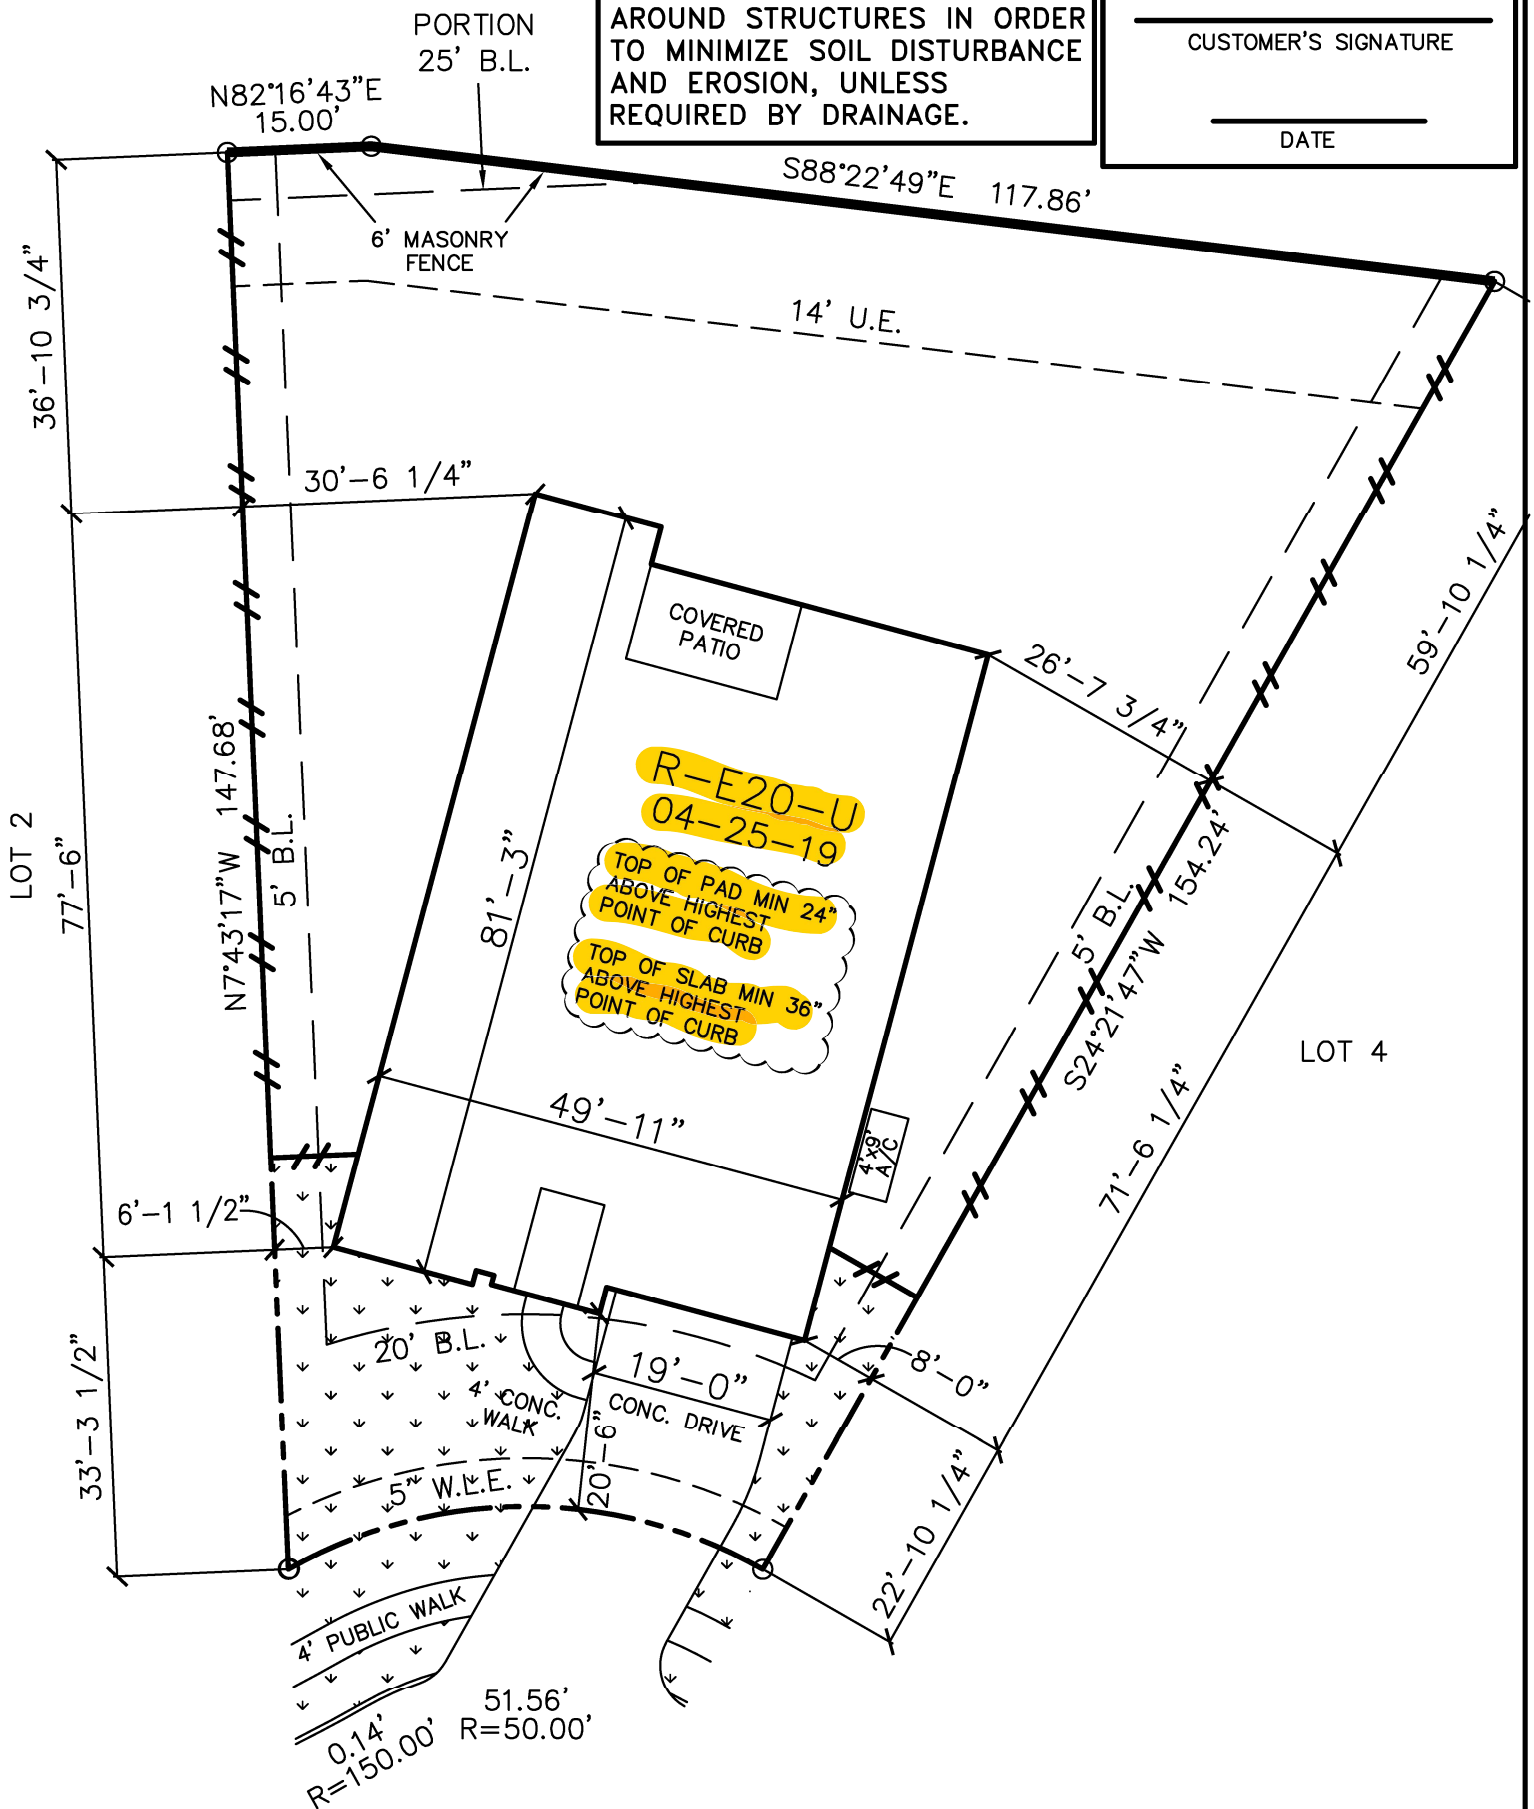 PORTION
25' B.L.
AROUND STRUCTURES IN ORDER
TO MINIMIZE SOIL DISTURBANCE
AND EROSION, UNLESS
REQUIRED BY DRAINAGE.
CUSTOMER'S SIGNATURE
DATE
N82°16'43"E
15.00'
S88°22'49"E 117.86'
6' MASONRY
FENCE
14' U.E.
36'-10 3/4"
30'-6 1/4"
COVERED
PATIO
26'-7 3/4"
59'-10 1/4"
R-E20-U
04-25-19
TOP OF PAD MIN 24"
ABOVE HIGHEST
POINT OF CURB
TOP OF SLAB MIN 36"
ABOVE HIGHEST
POINT OF CURB
LOT 2
77'-6"
N7°43'17"W 147.68'
5' B.L.
81'-3"
5' B.L.
S24°21'47"W 154.24'
LOT 4
49'-11"
4'x9'
A/C
71'-6 1/4"
6'-1 1/2"
20' B.L.
19'-0"
8'-0"
4' CONC.
WALK
CONC. DRIVE
20'-6"
33'-3 1/2"
5' W.L.E.
22'-10 1/4"
4' PUBLIC WALK
51.56'
R=50.00'
0.14'
R=150.00'